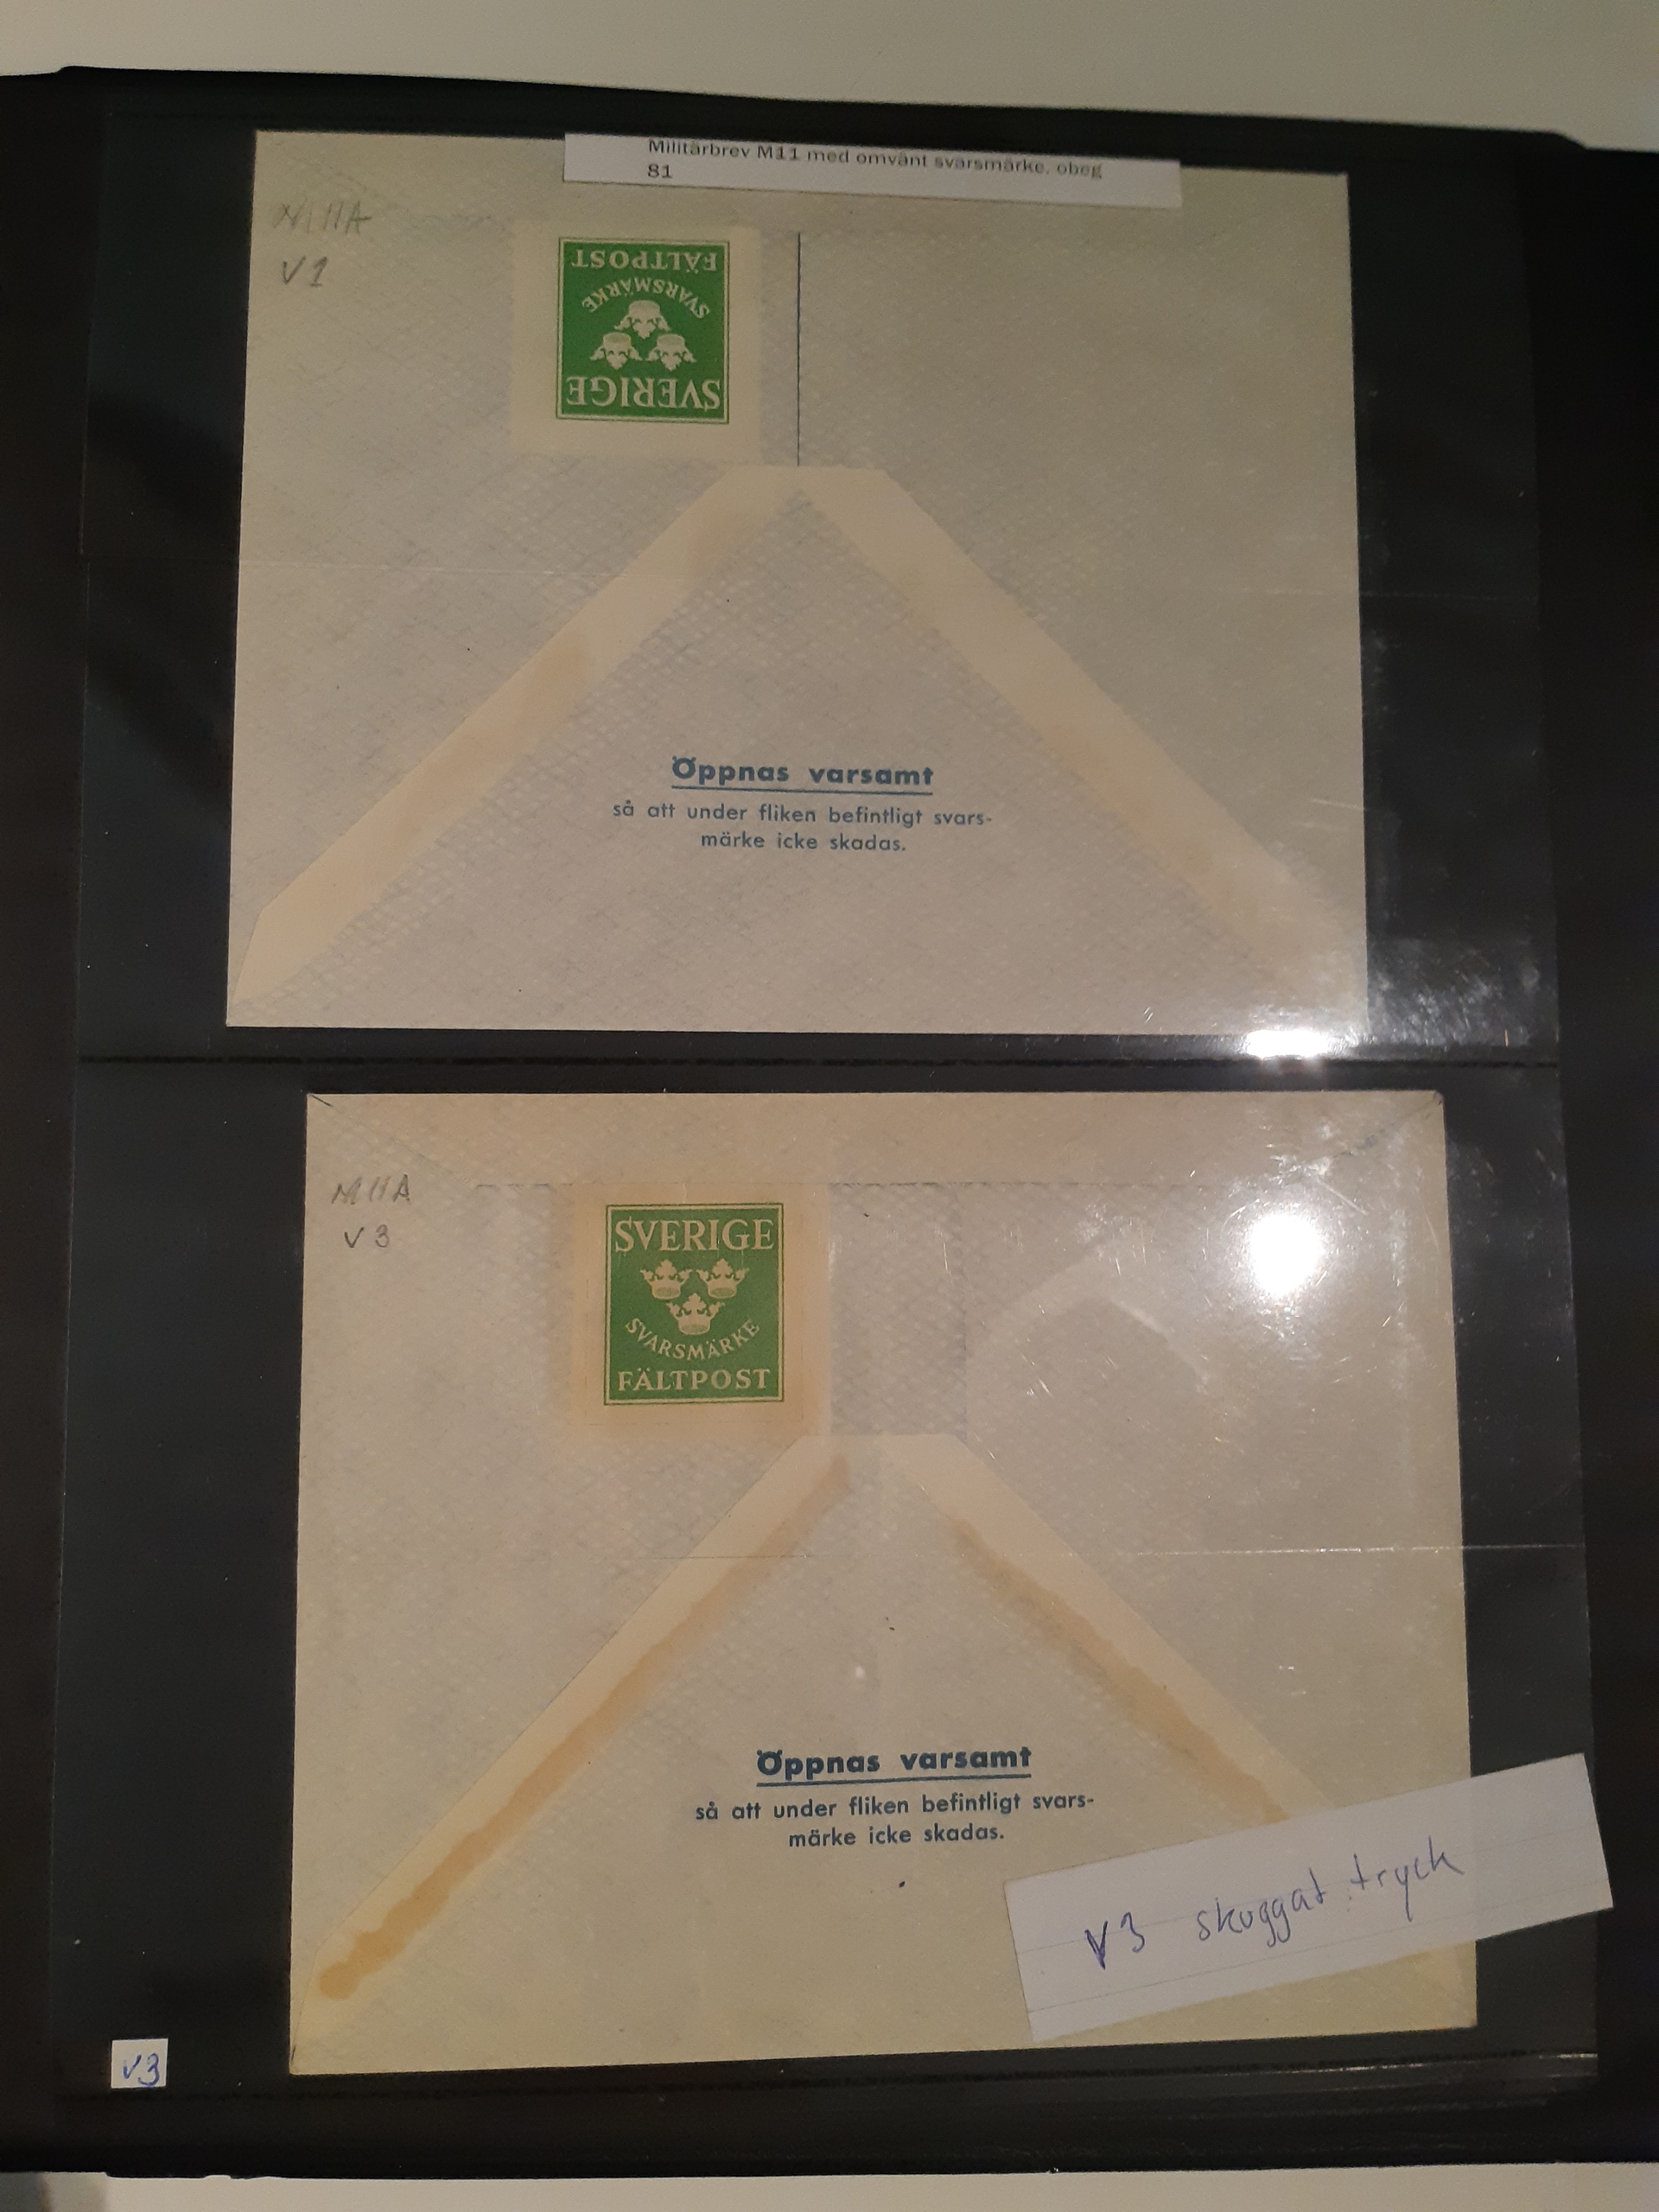 Militärbrev M11 med omvänt svarsmärke. obeg
81
M11A
V1
FÄLTPOST
SVARSMÄRKE
SVERIGE
Öppnas varsamt
så att under fliken befintligt svars-
märke icke skadas.
M11A
V3
SVERIGE
SVARSMÄRKE
FÄLTPOST
Öppnas varsamt
så att under fliken befintligt svars-
märke icke skadas.
V3 skuggat tryck
V3